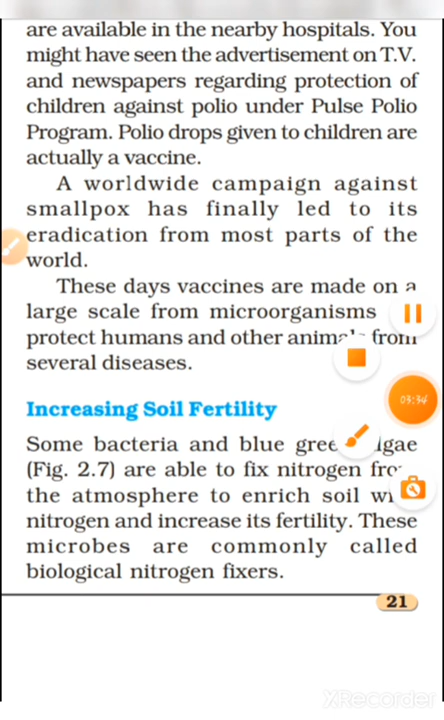 are available in the nearby hospitals. You
might have seen the advertisement on T.V.
and newspapers regarding protection of
children against polio under Pulse Polio
Program. Polio drops given to children are
actually a vaccine.
A worldwide campaign against
smallpox has finally led to its
eradication from most parts of the
world.
These days vaccines are made on a
large scale from microorganisms
protect humans and other from
several diseases.
Increasing Soil Fertility
03:34
Some bacteria and blue
(Fig. 2.7) are able to fix nitrogen
the atmosphere to enrich soil
nitrogen and increase its fertility. These
microbes are commonly called
biological nitrogen fixers.
21
XRecorder